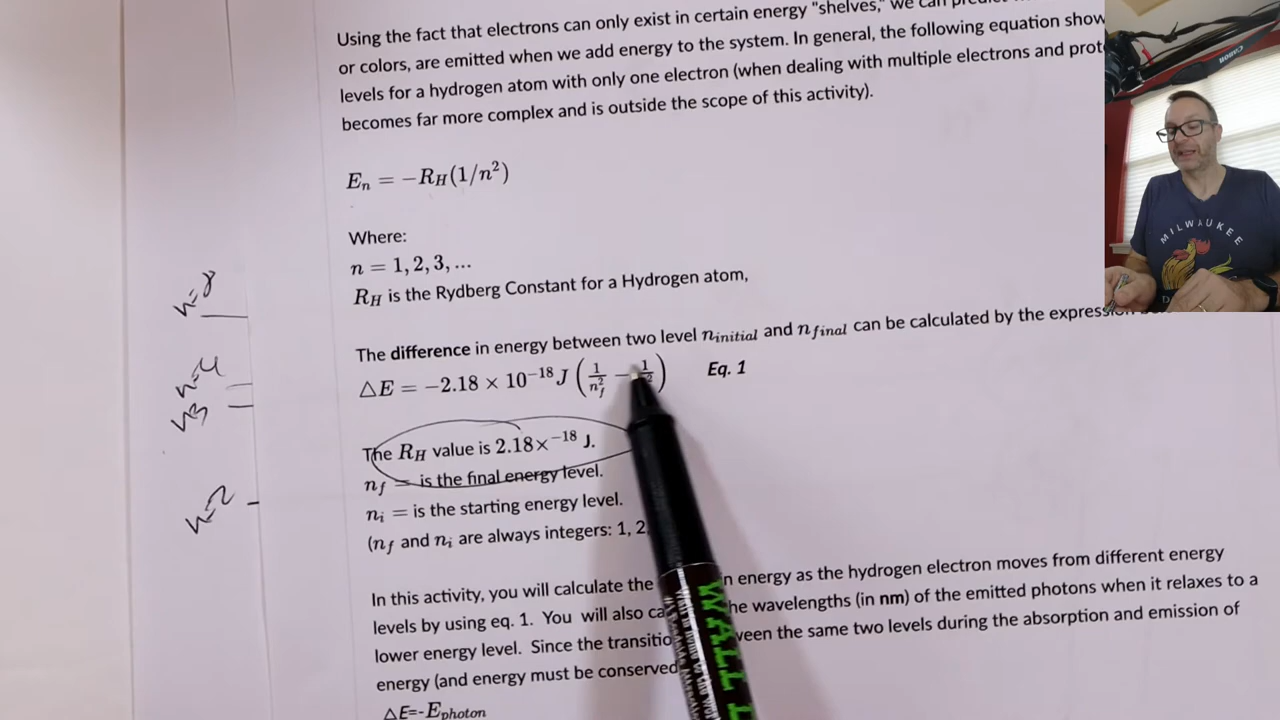 Using the fact that electrons can only exist in certain energy "shelves," we can
or colors, are emitted when we add energy to the system. In general, the following equation show
levels for a hydrogen atom with only one electron (when dealing with multiple electrons and prot
becomes far more complex and is outside the scope of this activity).
Eₙ = −R_H(1/n²)
Where:
n = 1, 2, 3, ...
R_H is the Rydberg Constant for a Hydrogen atom,
The difference in energy between two level n_initial and n_final can be calculated by the
△E = −2.18 × 10⁻¹⁸ J (1/n_f² − 1/ ) Eq. 1
The R_H value is 2.18×⁻¹⁸ J.
n_f = is the final energy level.
n_i = is the starting energy level.
(n_f and n_i are always integers: 1, 2
In this activity, you will calculate the n energy as the hydrogen electron moves from different energy
levels by using eq. 1. You will also ca he wavelengths (in nm) of the emitted photons when it relaxes to a
lower energy level. Since the transitio ween the same two levels during the absorption and emission of
energy (and energy must be conserved
△E=-E_photon
n=8
n=4
n3
n=2
MILWAUKEE
CANON
WALL